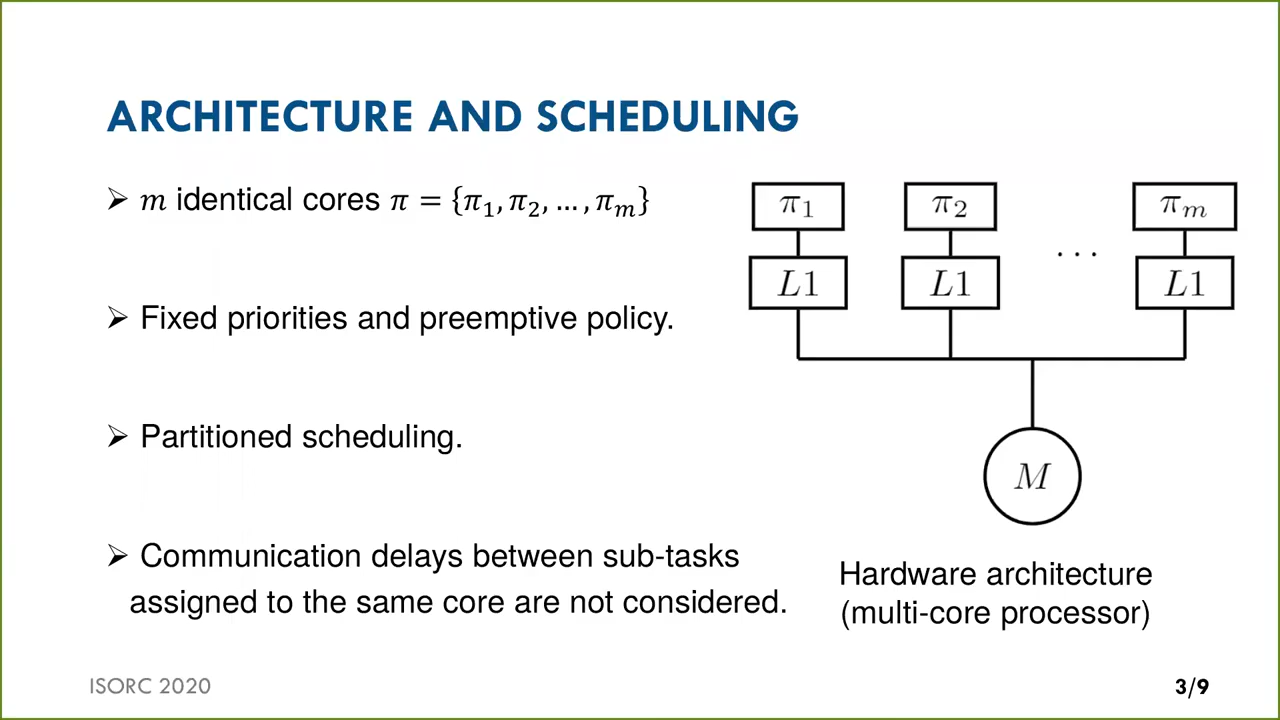 ARCHITECTURE AND SCHEDULING
➢ 𝑚 identical cores 𝜋 = {𝜋₁, 𝜋₂, … , 𝜋ₘ}
➢ Fixed priorities and preemptive policy.
➢ Partitioned scheduling.
➢ Communication delays between sub-tasks
assigned to the same core are not considered.
π₁ π₂ πₘ
. . .
L1 L1 L1
M
Hardware architecture
(multi-core processor)
ISORC 2020
3/9